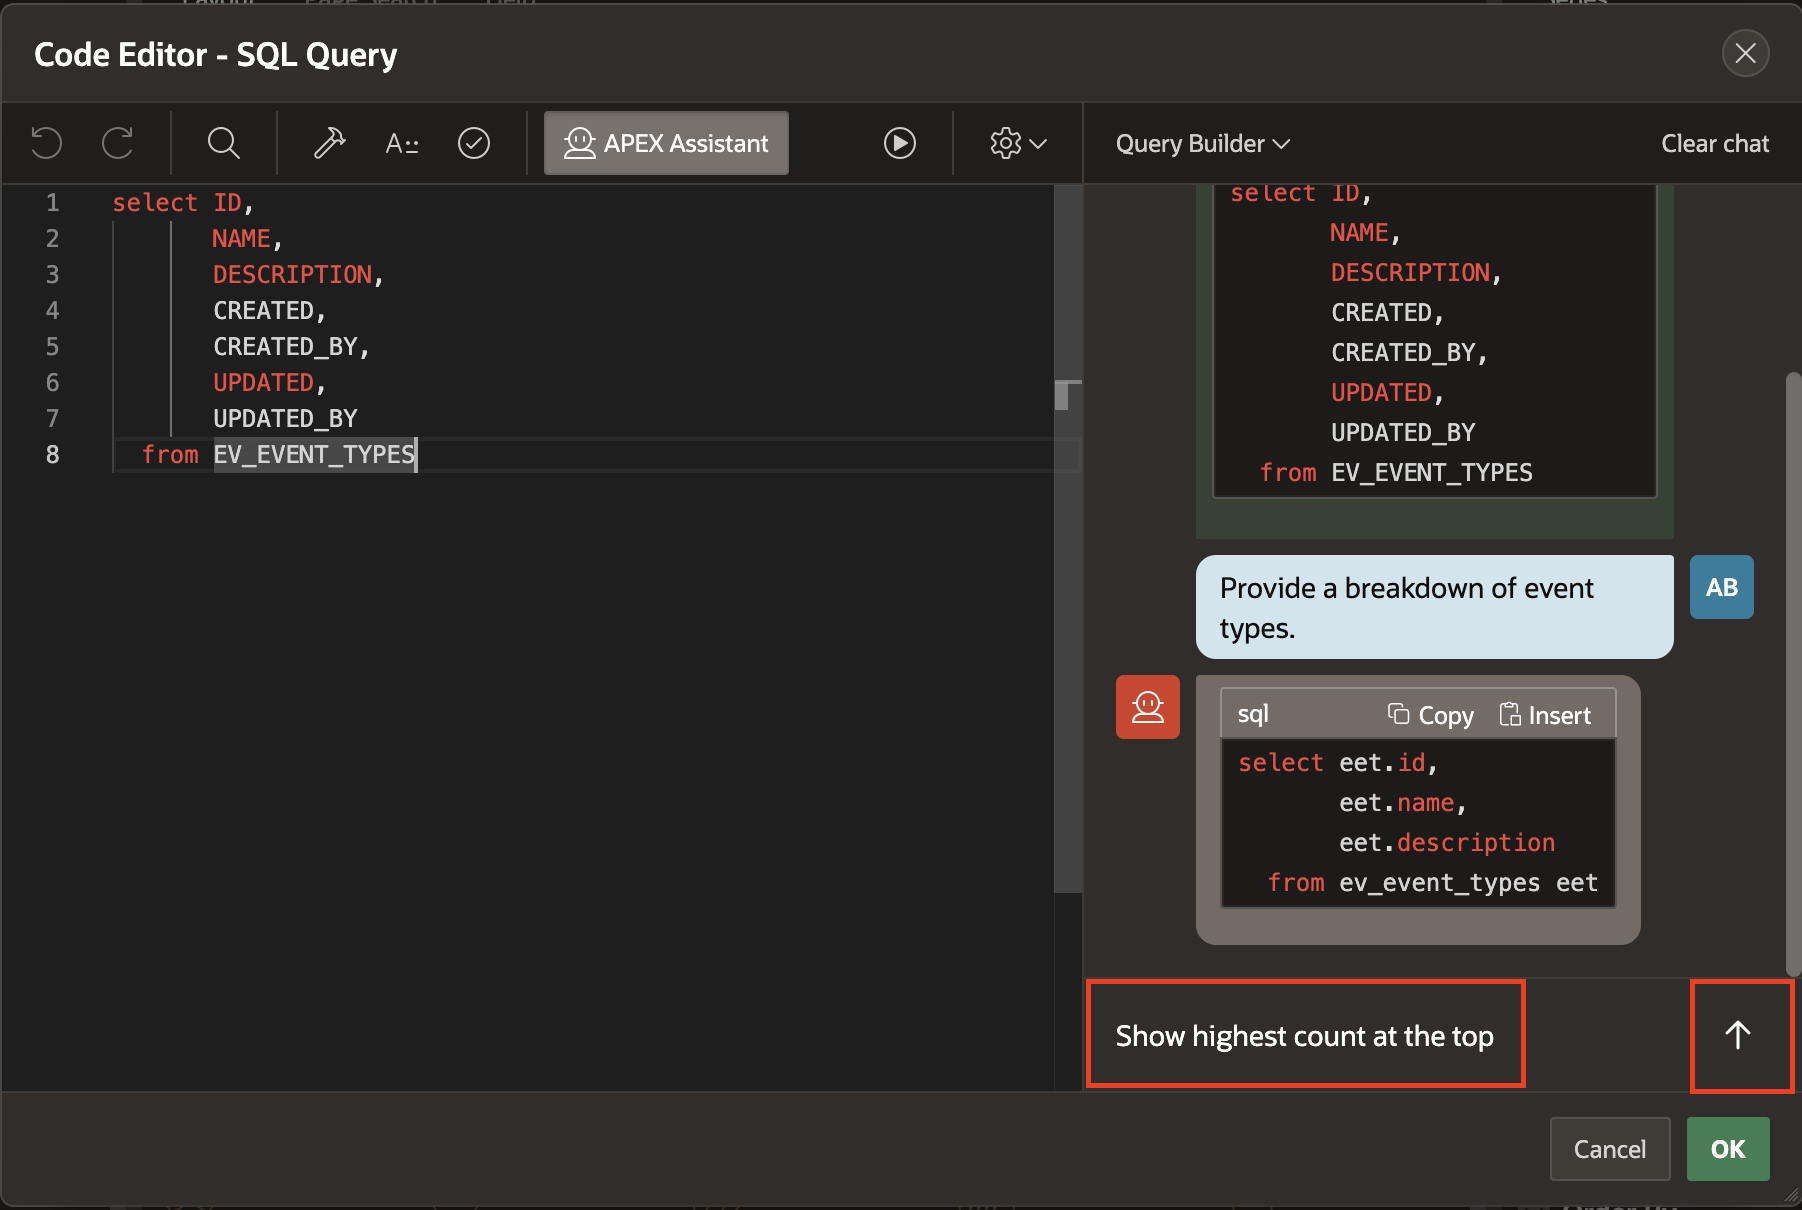 Code Editor - SQL Query
APEX Assistant
Query Builder
Clear chat
1 select ID,
2 NAME,
3 DESCRIPTION,
4 CREATED,
5 CREATED_BY,
6 UPDATED,
7 UPDATED_BY
8 from EV_EVENT_TYPES
select ID,
NAME,
DESCRIPTION,
CREATED,
CREATED_BY,
UPDATED,
UPDATED_BY
from EV_EVENT_TYPES
Provide a breakdown of event
types.
AB
sql Copy Insert
select eet.id,
eet.name,
eet.description
from ev_event_types eet
Show highest count at the top
Cancel OK